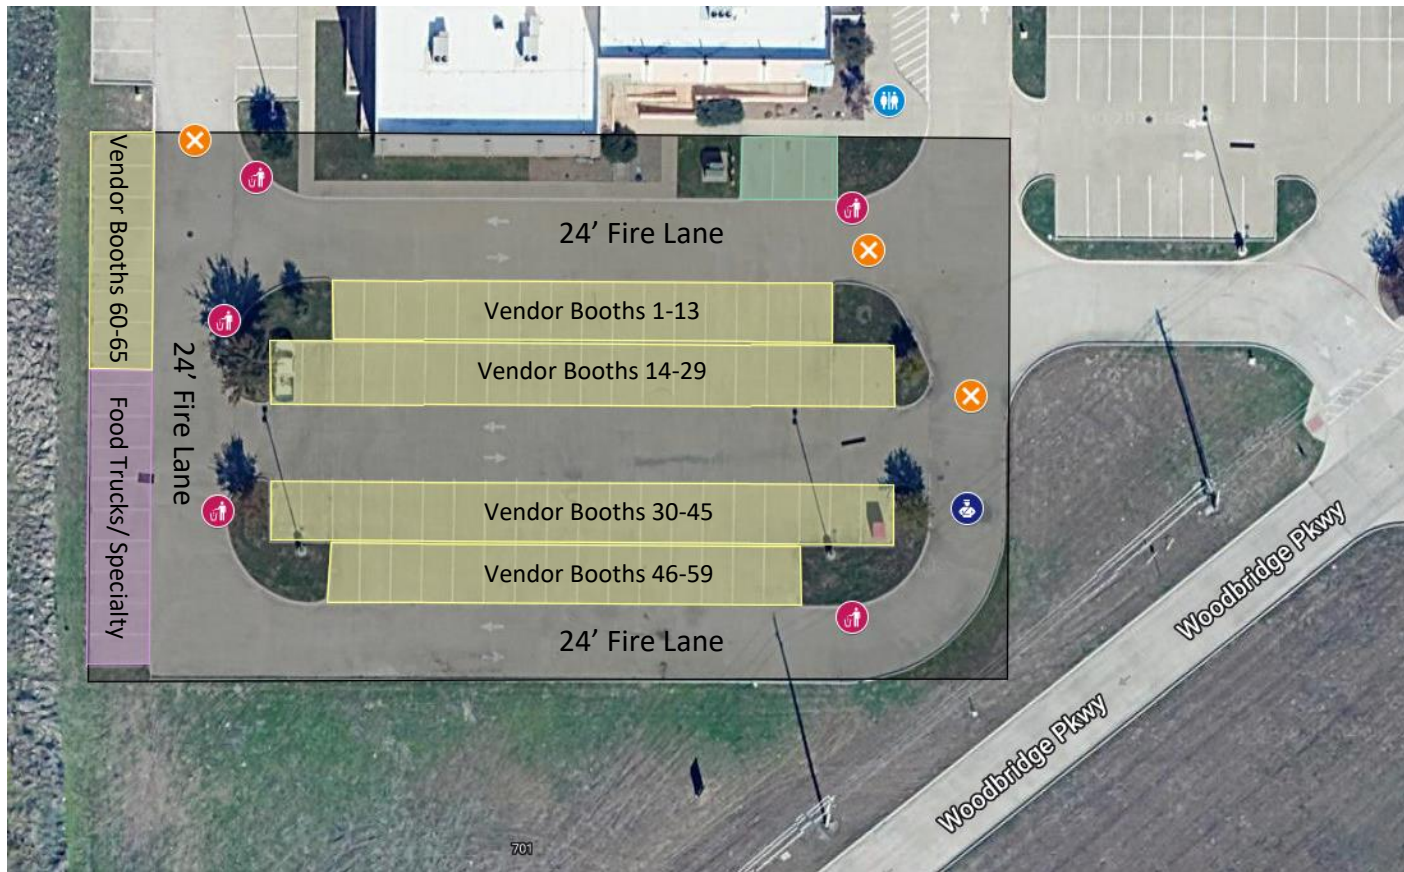 Vendor Booths 60-65
24’ Fire Lane
Vendor Booths 1-13
Vendor Booths 14-29
24’ Fire Lane
Food Trucks/ Specialty
Vendor Booths 30-45
Vendor Booths 46-59
24’ Fire Lane
Woodbridge Pkwy
Woodbridge Pkwy
701